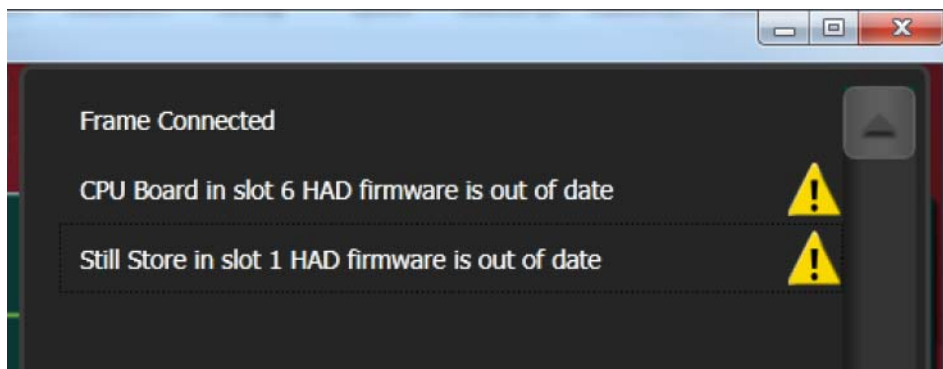 Frame Connected
CPU Board in slot 6 HAD firmware is out of date
Still Store in slot 1 HAD firmware is out of date